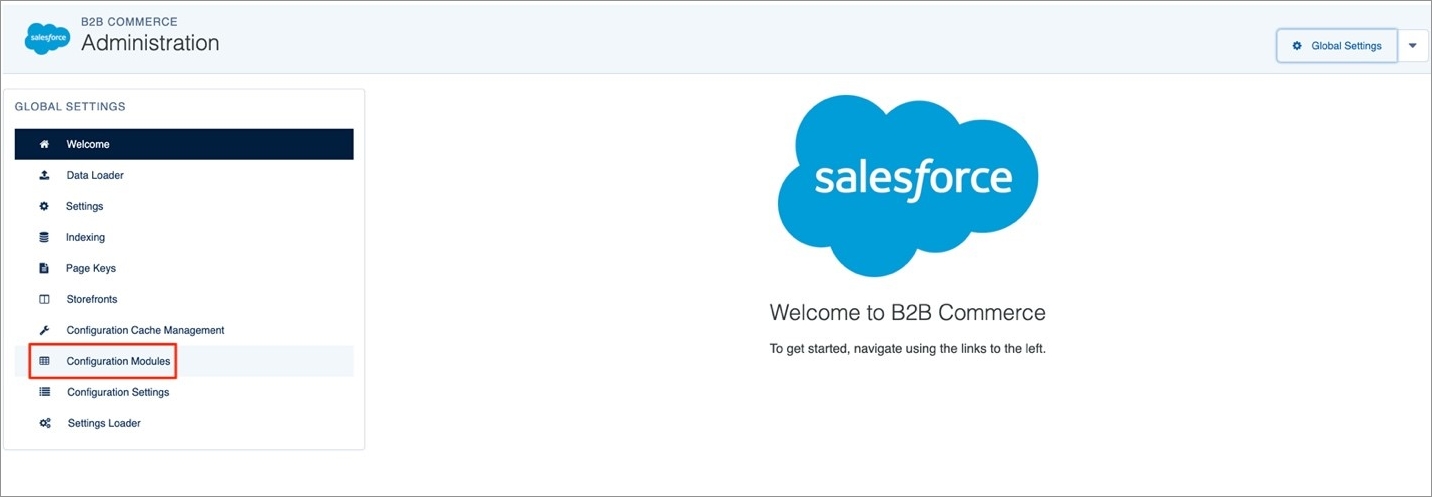 salesforce
B2B COMMERCE
Administration
Global Settings
GLOBAL SETTINGS
Welcome
Data Loader
Settings
Indexing
Page Keys
Storefronts
Configuration Cache Management
Configuration Modules
Configuration Settings
Settings Loader
salesforce
Welcome to B2B Commerce
To get started, navigate using the links to the left.